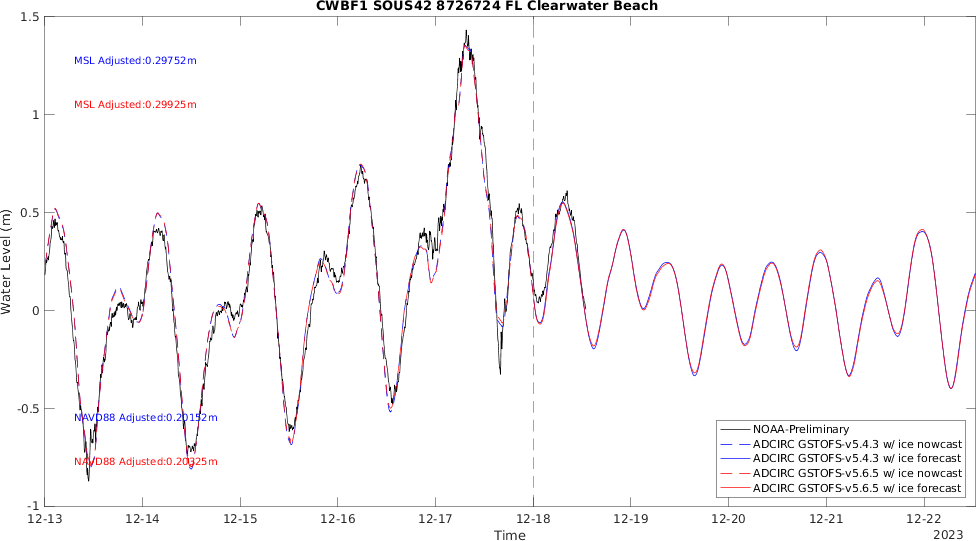 CWBF1 SOUS42 8726724 FL Clearwater Beach
1.5
MSL Adjusted:0.29752m
MSL Adjusted:0.29925m
1
0.5
Water Level (m)
0
-0.5
NAVD88 Adjusted:0.20152m
NAVD88 Adjusted:0.20325m
NOAA-Preliminary
ADCIRC GSTOFS-v5.4.3 w/ ice nowcast
ADCIRC GSTOFS-v5.4.3 w/ ice forecast
ADCIRC GSTOFS-v5.6.5 w/ ice nowcast
ADCIRC GSTOFS-v5.6.5 w/ ice forecast
-1
12-13 12-14 12-15 12-16 12-17 12-18 12-19 12-20 12-21 12-22
Time
2023